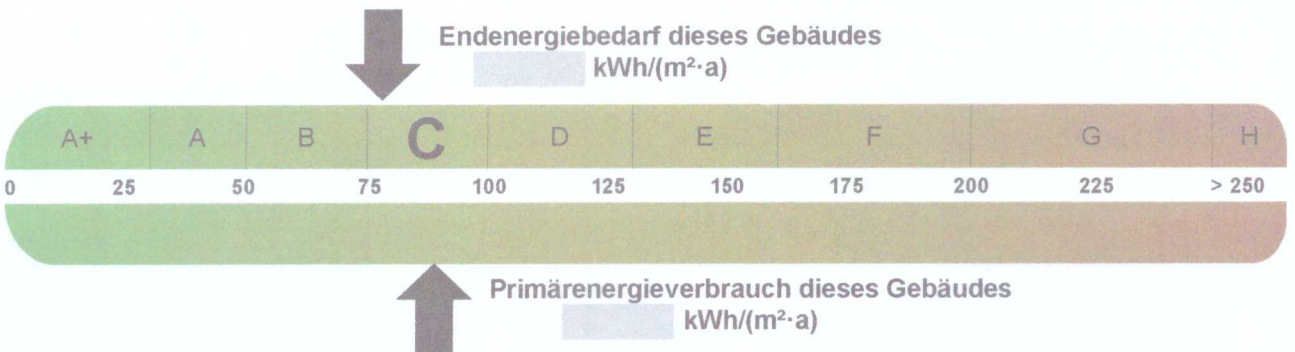 Endenergiebedarf dieses Gebäudes
kWh/(m²·a)
A+ A B C D E F G H
0 25 50 75 100 125 150 175 200 225 > 250
Primärenergieverbrauch dieses Gebäudes
kWh/(m²·a)